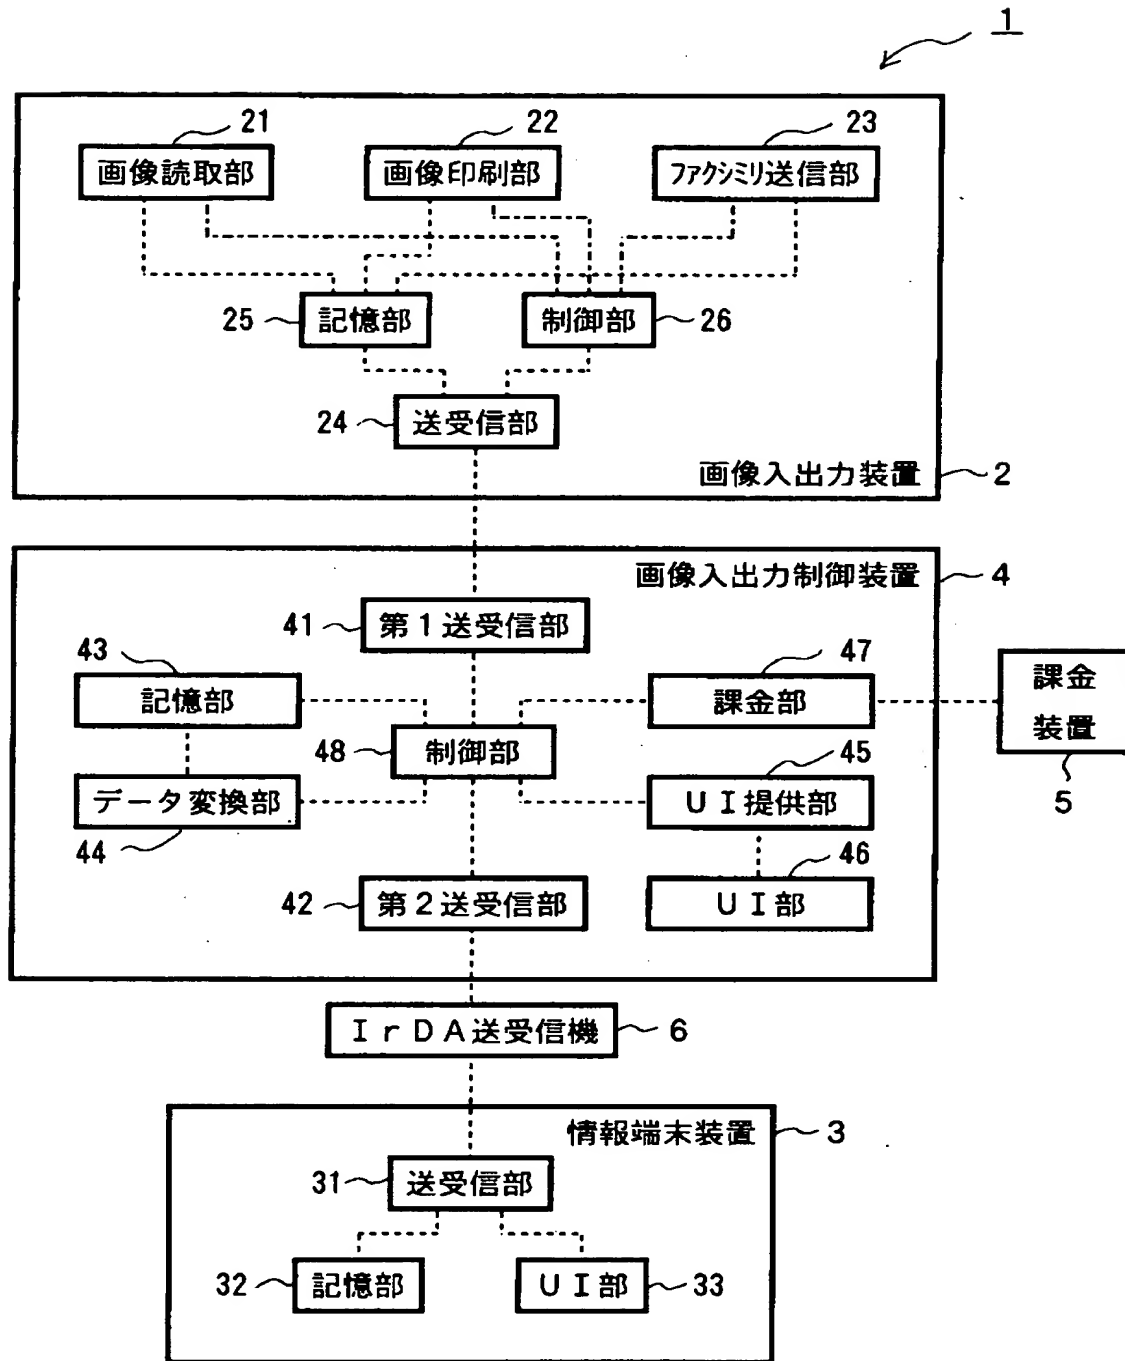 1
21
22
23
画像読取部
画像印刷部
ファクシミリ送信部
25
記憶部
制御部
26
24
送受信部
画像入出力装置
2
画像入出力制御装置
4
41
第1送受信部
43
記憶部
47
課金部
課金
装置
5
48
制御部
45
データ変換部
44
UI提供部
46
42
第2送受信部
UI部
IrDA送受信機
6
情報端末装置
3
31
送受信部
32
記憶部
UI部
33